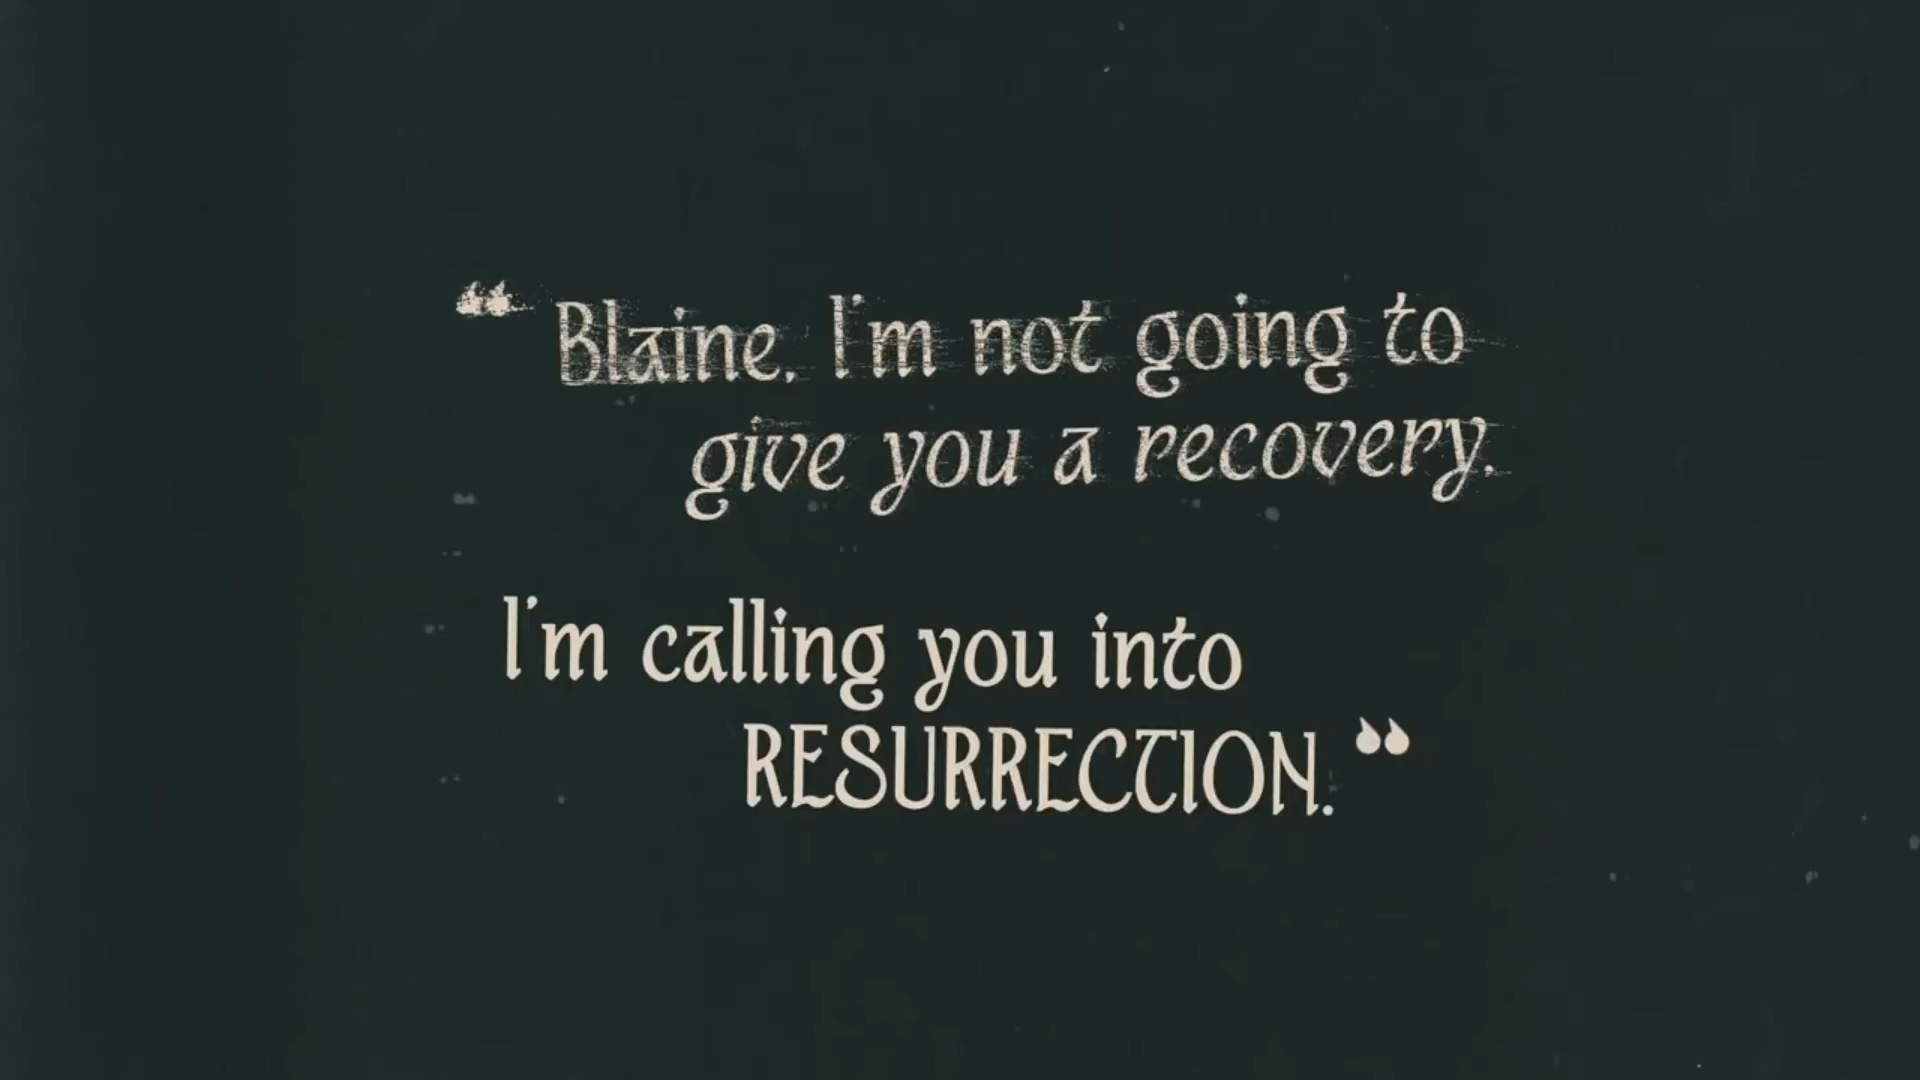 “Blaine, I'm not going to
give you a recovery.
I'm calling you into
RESURRECTION.”